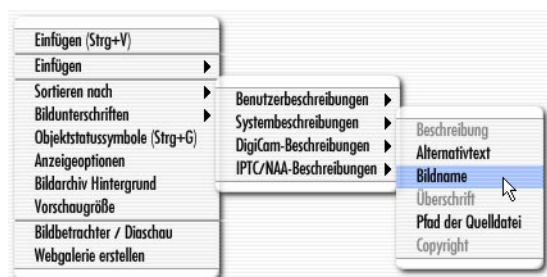 Einfügen (Strg+V)
Einfügen
Sortieren nach
Bildunterschriften
Objektstatussymbole (Strg+G)
Anzeigeoptionen
Bildarchiv Hintergrund
Vorschaugröße
Bildbetrachter / Diaschau
Webgalerie erstellen
Benutzerbeschreibungen
Systembeschreibungen
DigiCam-Beschreibungen
IPTC/NAA-Beschreibungen
Beschreibung
Alternativtext
Bildname
Überschrift
Pfad der Quelldatei
Copyright